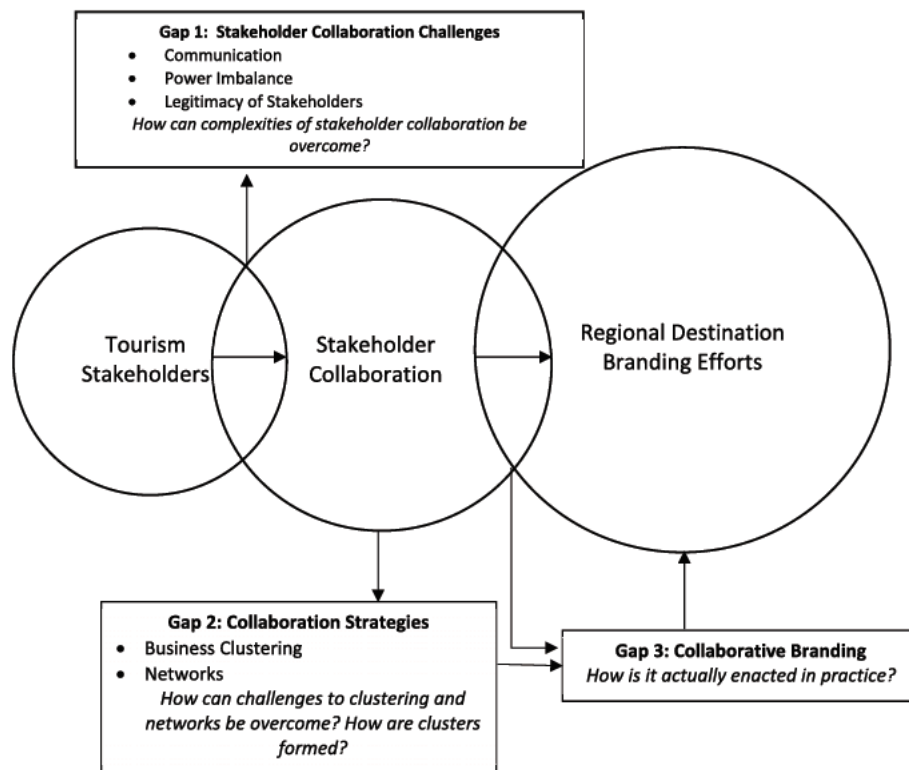 Gap 1: Stakeholder Collaboration Challenges
• Communication
• Power Imbalance
• Legitimacy of Stakeholders
How can complexities of stakeholder collaboration be
overcome?
Tourism
Stakeholders
Stakeholder
Collaboration
Regional Destination
Branding Efforts
Gap 2: Collaboration Strategies
• Business Clustering
• Networks
How can challenges to clustering and
networks be overcome? How are clusters
formed?
Gap 3: Collaborative Branding
How is it actually enacted in practice?